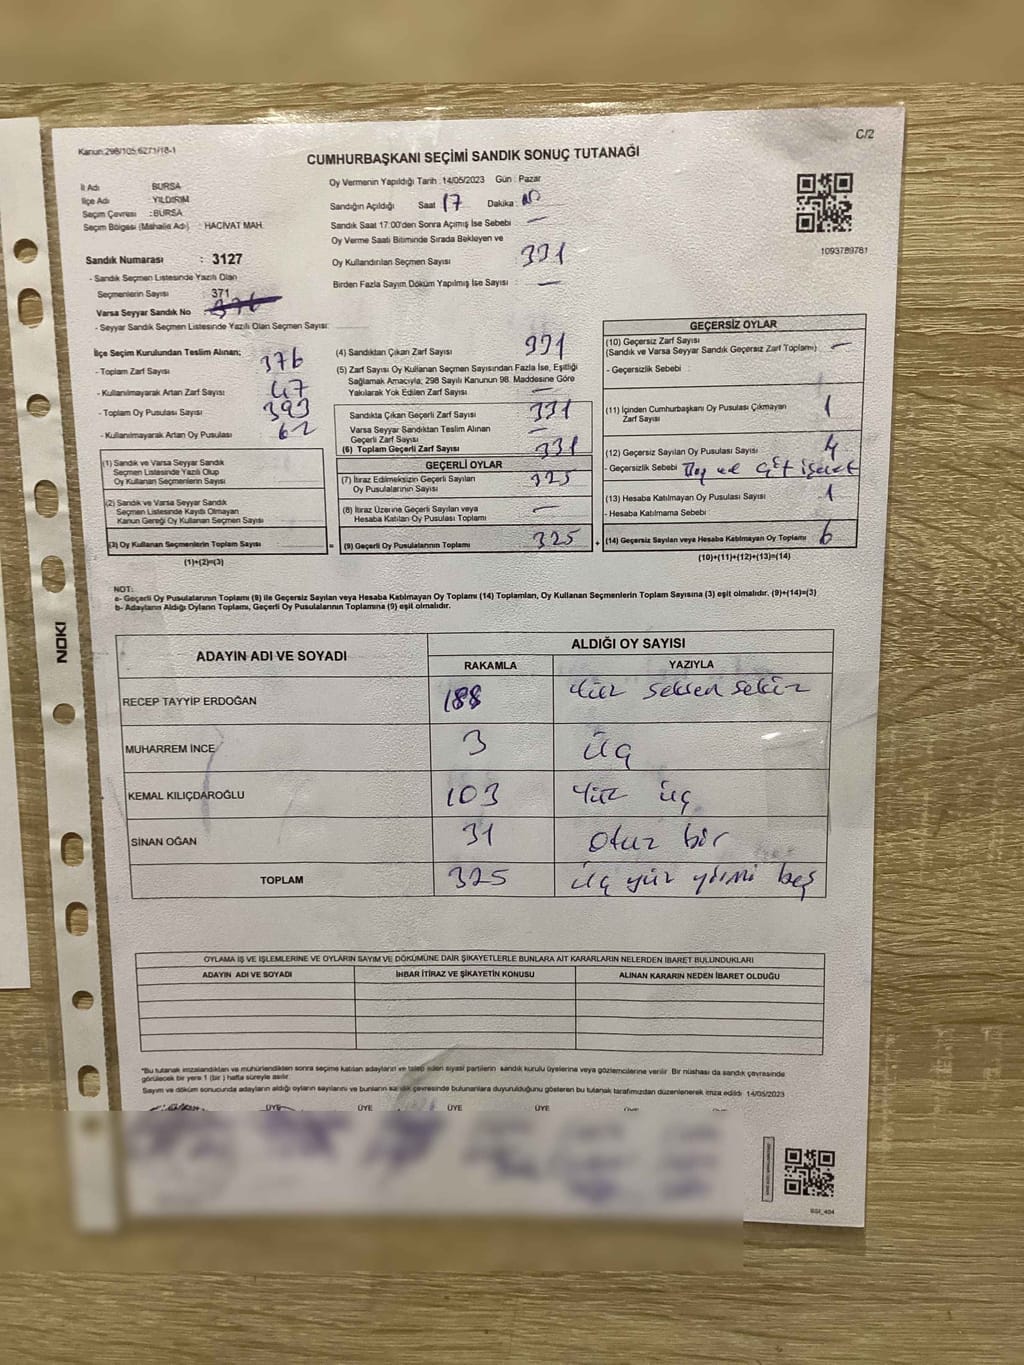 C/2
Kanun:298/105,6271/18-1
CUMHURBAŞKANI SEÇİMİ SANDIK SONUÇ TUTANAĞI
İl Adı BURSA
İlçe Adı YILDIRIM
Seçim Çevresi :BURSA
Seçim Bölgesi (Mahalle Adı) : HACİVAT MAH.
Sandık Numarası : 3127
- Sandık Seçmen Listesinde Yazılı Olan
Seçmenlerin Sayısı 371
Varsa Seyyar Sandık No
- Seyyar Sandık Seçmen Listesinde Yazılı Olan Seçmen Sayısı:
Oy Vermenin Yapıldığı Tarih :14/05/2023 Gün : Pazar
Sandığın Açıldığı Saat 17 Dakika :
Sandık Saat 17:00'den Sonra Açılmış İse Sebebi : —
Oy Verme Saati Bitiminde Sırada Bekleyen ve
Oy Kullandırılan Seçmen Sayısı 331
Birden Fazla Sayım Döküm Yapılmış İse Sayısı : —
1093789761
İlçe Seçim Kurulundan Teslim Alınan;
- Toplam Zarf Sayısı : 376
- Kullanılmayarak Artan Zarf Sayısı : 47
- Toplam Oy Pusulası Sayısı : 393
- Kullanılmayarak Artan Oy Pusulası : 62
(1) Sandık ve Varsa Seyyar Sandık
Seçmen Listesinde Yazılı Olup
Oy Kullanan Seçmenlerin Sayısı
(2) Sandık ve Varsa Seyyar Sandık
Seçmen Listesinde Kaydı Olmayan
Kanun Gereği Oy Kullanan Seçmen Sayısı
(3) Oy Kullanan Seçmenlerin Toplam Sayısı
(1)+(2)=(3)
(4) Sandıktan Çıkan Zarf Sayısı : 331
(5) Zarf Sayısı Oy Kullanan Seçmen Sayısından Fazla İse, Eşitliği
Sağlamak Amacıyla; 298 Sayılı Kanunun 98. Maddesine Göre
Yakılarak Yok Edilen Zarf Sayısı : —
Sandıkta Çıkan Geçerli Zarf Sayısı : 331
Varsa Seyyar Sandıktan Teslim Alınan
Geçerli Zarf Sayısı : —
(6) Toplam Geçerli Zarf Sayısı : 331
GEÇERLİ OYLAR
(7) İtiraz Edilmeksizin Geçerli Sayılan
Oy Pusulalarının Sayısı : 325
(8) İtiraz Üzerine Geçerli Sayılan veya
Hesaba Katılan Oy Pusulası Toplamı : —
= (9) Geçerli Oy Pusulalarının Toplamı : 325
GEÇERSİZ OYLAR
(10) Geçersiz Zarf Sayısı
(Sandık ve Varsa Seyyar Sandık Geçersiz Zarf Toplamı) : —
- Geçersizlik Sebebi :
(11) İçinden Cumhurbaşkanı Oy Pusulası Çıkmayan
Zarf Sayısı : 1
(12) Geçersiz Sayılan Oy Pusulası Sayısı : 4
- Geçersizlik Sebebi : ve çift işaret
(13) Hesaba Katılmayan Oy Pusulası Sayısı : 1
- Hesaba Katılmama Sebebi :
+ (14) Geçersiz Sayılan veya Hesaba Katılmayan Oy Toplamı : 6
(10)+(11)+(12)+(13)=(14)
NOT:
a- Geçerli Oy Pusulalarının Toplamı (9) ile Geçersiz Sayılan veya Hesaba Katılmayan Oy Toplamı (14) Toplamları, Oy Kullanan Seçmenlerin Toplam Sayısına (3) eşit olmalıdır. (9)+(14)=(3)
b- Adayların Aldığı Oyların Toplamı, Geçerli Oy Pusulalarının Toplamına (9) eşit olmalıdır.
ADAYIN ADI VE SOYADI ALDIĞI OY SAYISI
RAKAMLA YAZIYLA
RECEP TAYYİP ERDOĞAN 188 Yüz seksen sekiz
MUHARREM İNCE 3 üç
KEMAL KILIÇDAROĞLU 103 Yüz üç
SİNAN OĞAN 31 Otuz bir
TOPLAM 325 üç yüz yirmi beş
OYLAMA İŞ VE İŞLEMLERİNE VE OYLARIN SAYIM VE DÖKÜMÜNE DAİR ŞİKAYETLERLE BUNLARA AİT KARARLARIN NELERDEN İBARET BULUNDUKLARI
ADAYIN ADI VE SOYADI İHBAR İTİRAZ VE ŞİKAYETİN KONUSU ALINAN KARARIN NEDEN İBARET OLDUĞU
"Bu tutanak imzalandıktan ve mühürlendikten sonra seçime katılan adayların ve talep eden siyasi partilerin sandık kurulu üyelerine veya gözlemcilerine verilir. Bir nüshası da sandık çevresinde
görülecek bir yere 1 (bir) hafta süreyle asılır.
Sayım ve döküm sonucunda adayların aldığı oyların sayılarını ve bunların sandık çevresinde bulunanlara duyurulduğunu gösteren bu tutanak tarafımızdan düzenlenerek imza edildi. 14/05/2023
ÜYE ÜYE ÜYE ÜYE
NOKI